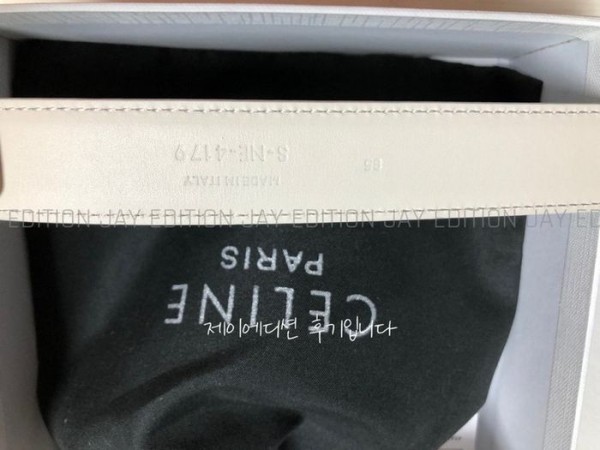 MADE IN ITALY
S-NE-4179
EDITION JAY EDITION JAY EDITION JAY EDITION JAY EDITION
CELINE
PARIS
제이에디션 후기입니다